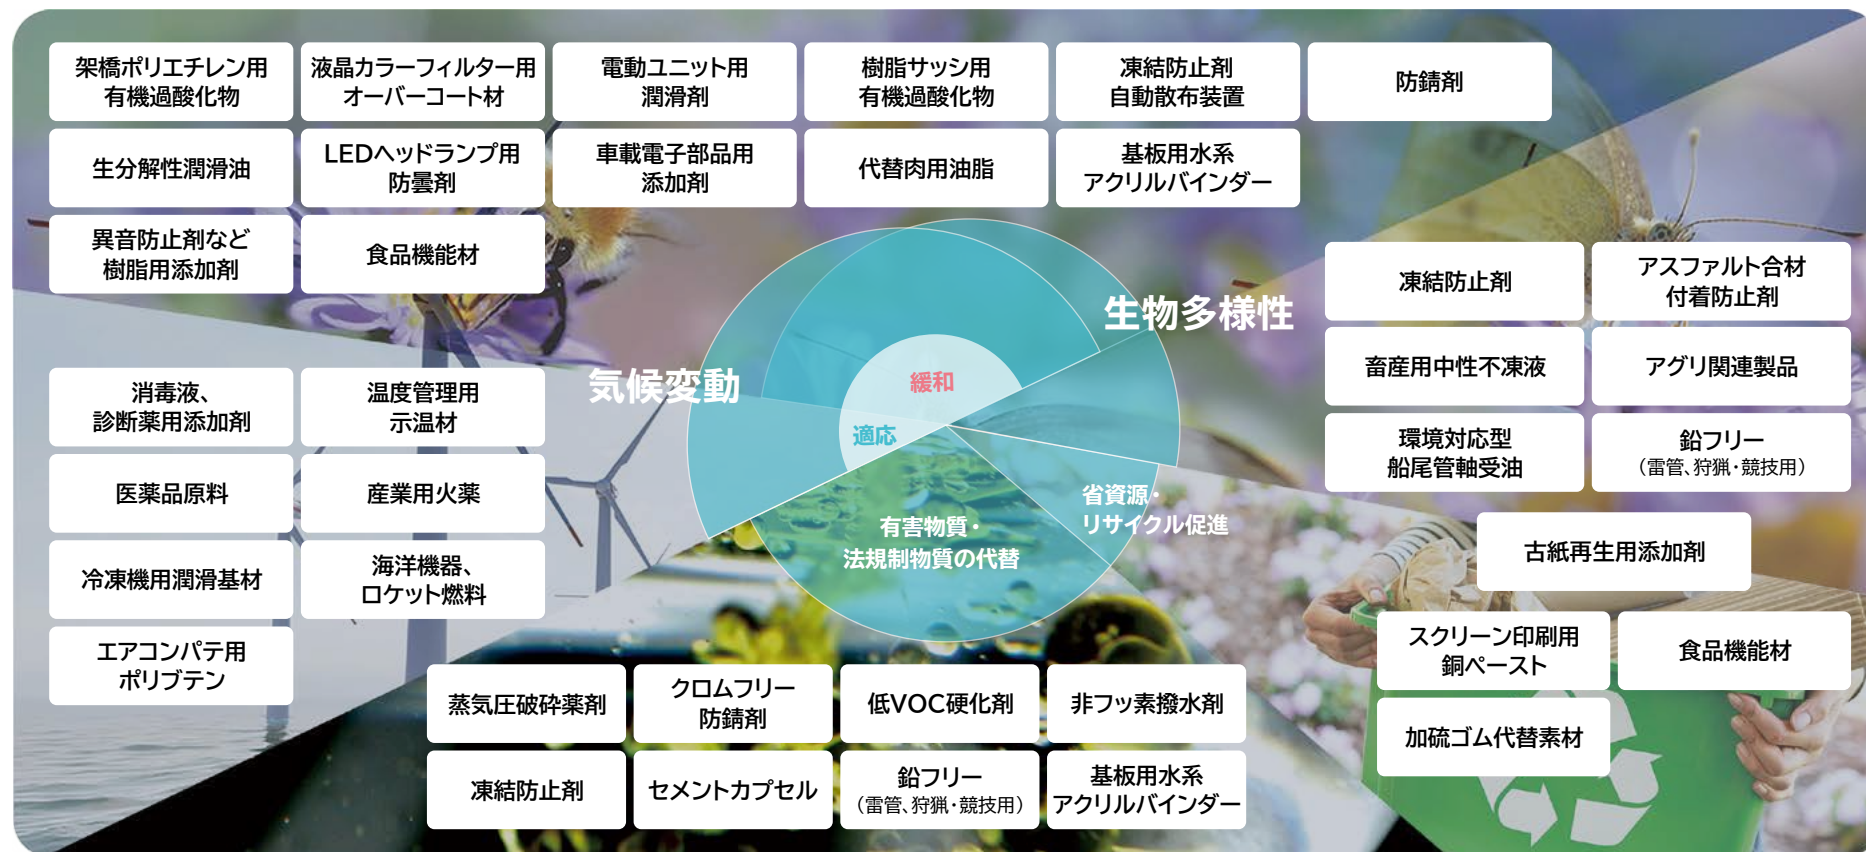 架橋ポリエチレン用
有機過酸化物
液晶カラーフィルター用
オーバーコート材
電動ユニット用
潤滑剤
樹脂サッシ用
有機過酸化物
凍結防止剤
自動散布装置
防錆剤
生分解性潤滑油
LEDヘッドランプ用
防曇剤
車載電子部品用
添加剤
代替肉用油脂
基板用水系
アクリルバインダー
異音防止剤など
樹脂用添加剤
食品機能材
生物多様性
気候変動
緩和
適応
有害物質・
法規制物質の代替
省資源・
リサイクル促進
凍結防止剤
アスファルト合材
付着防止剤
畜産用中性不凍液
アグリ関連製品
環境対応型
船尾管軸受油
鉛フリー
（雷管、狩猟・競技用）
消毒液、
診断薬用添加剤
温度管理用
示温材
医薬品原料
産業用火薬
冷凍機用潤滑基材
海洋機器、
ロケット燃料
エアコンパテ用
ポリブテン
古紙再生用添加剤
スクリーン印刷用
銅ペースト
食品機能材
加硫ゴム代替素材
蒸気圧破砕薬剤
クロムフリー
防錆剤
低VOC硬化剤
非フッ素撥水剤
凍結防止剤
セメントカプセル
鉛フリー
（雷管、狩猟・競技用）
基板用水系
アクリルバインダー